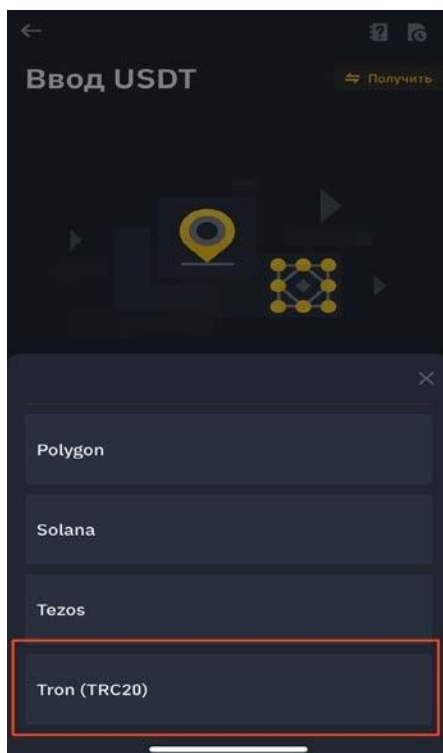 Ввод USDT
Получить
Polygon
Solana
Tezos
Tron (TRC20)